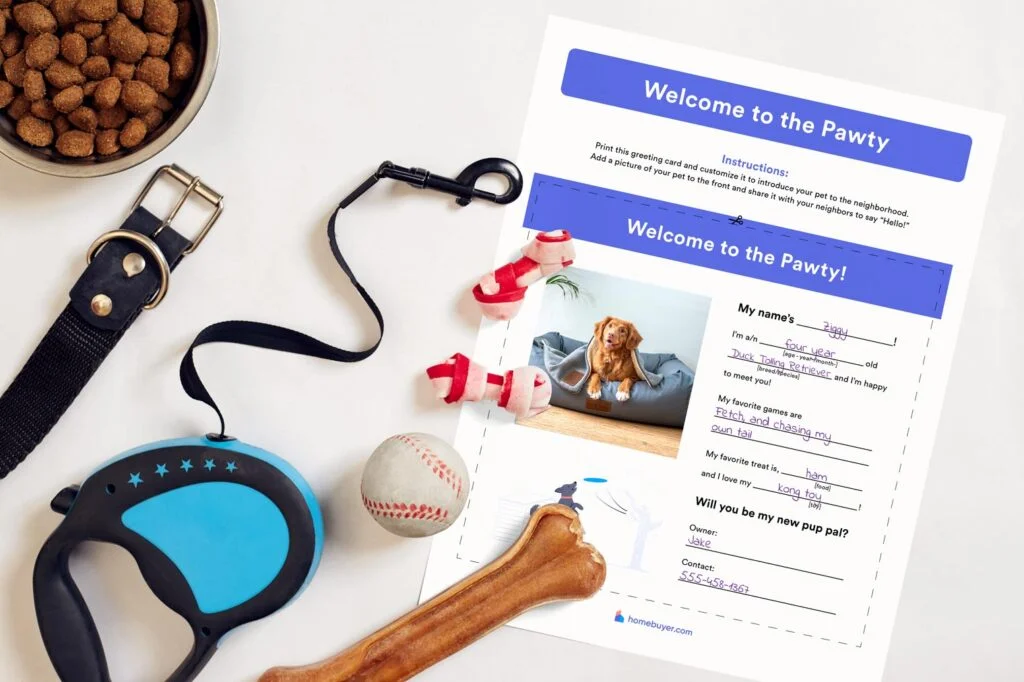 Welcome to the Pawty
Instructions:
Print this greeting card and customize it to introduce your pet to the neighborhood.
Add a picture of your pet to the front and share it with your neighbors to say "Hello!"
Welcome to the Pawty!
My name's Ziggy!
I'm a/n four year old
[age - year/month-]
Duck Tolling Retriever and I'm happy
[breed/species]
to meet you!
My favorite games are
Fetch, and chasing my
own tail
My favorite treat is, ham
[food]
and I love my kong toy!
[toy]
Will you be my new pup pal?
Owner:
Jake
Contact:
555-458-1367
homebuyer.com